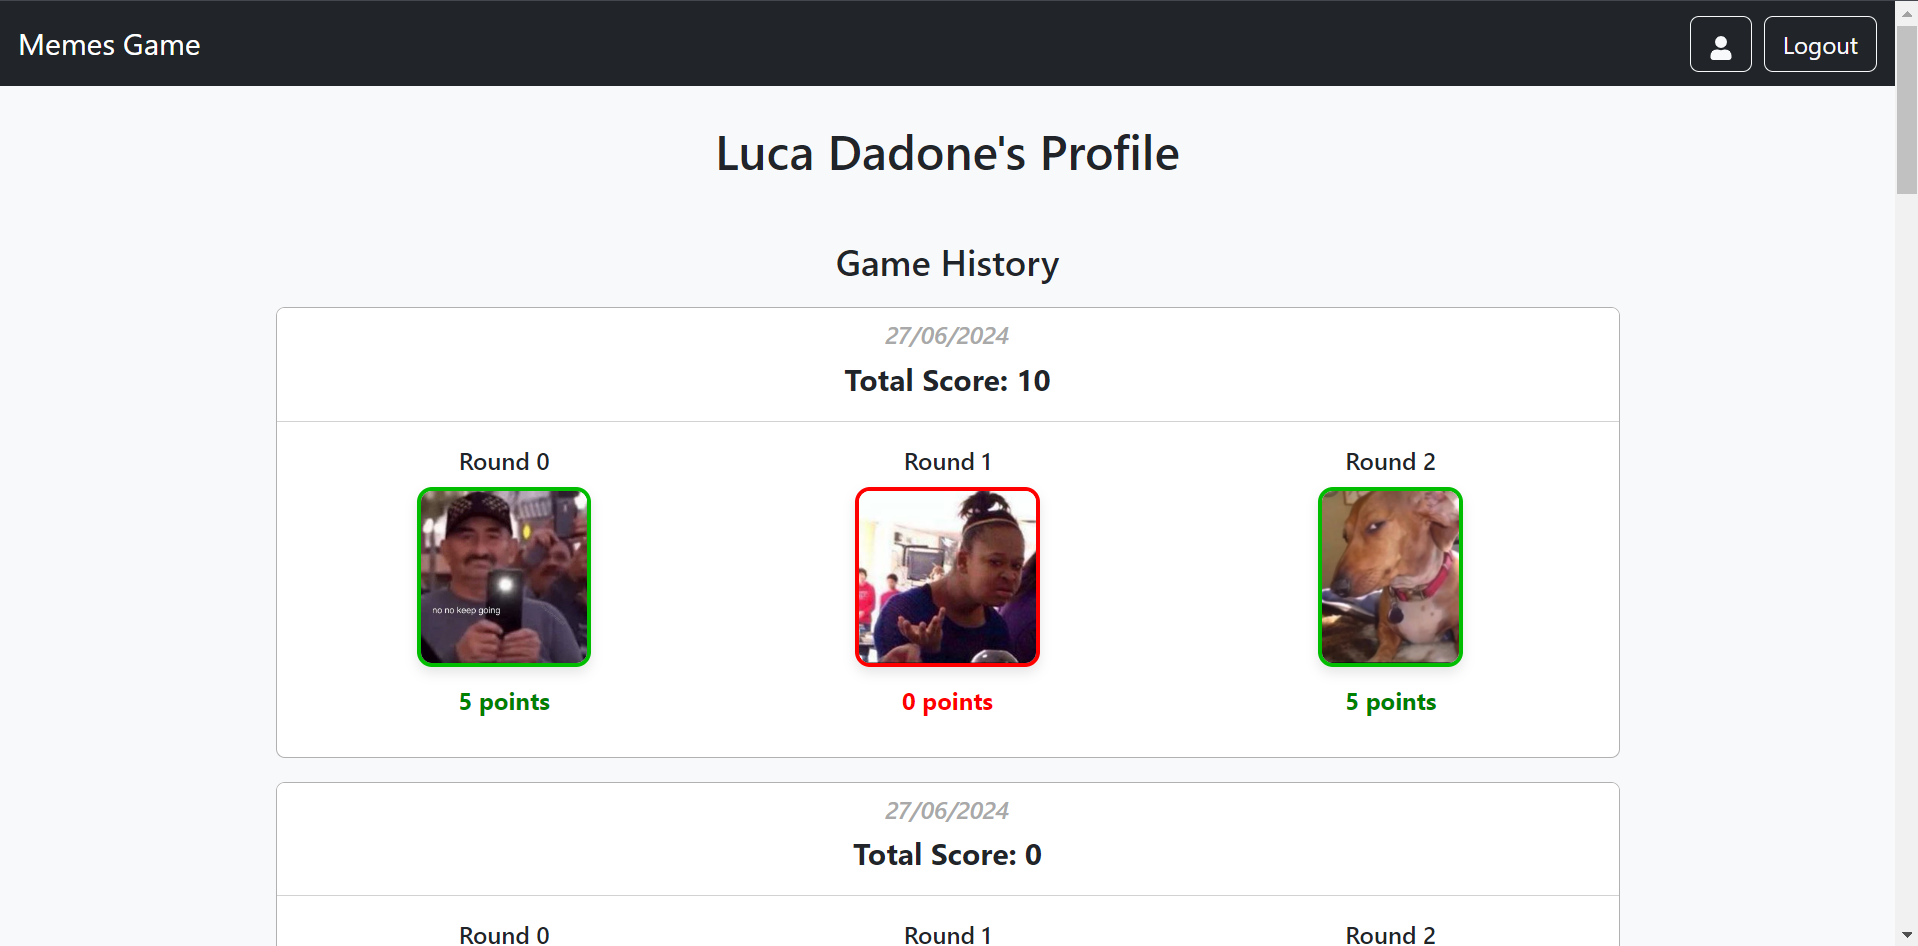 Memes Game
Logout
Luca Dadone's Profile
Game History
27/06/2024
Total Score: 10
Round 0
Round 1
Round 2
no no keep going
5 points
0 points
5 points
27/06/2024
Total Score: 0
Round 0
Round 1
Round 2